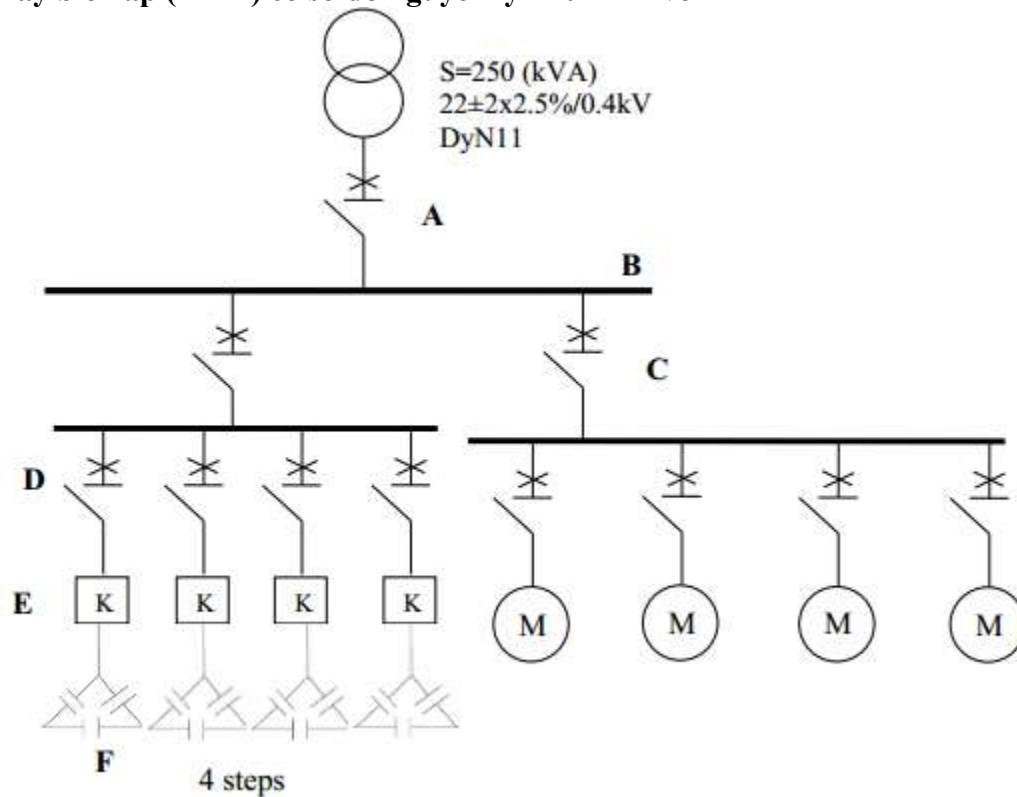 S=250 (kVA)
22±2x2.5%/0.4kV
DyN11
A
B
C
D
E K K K K
M M M M
F
4 steps